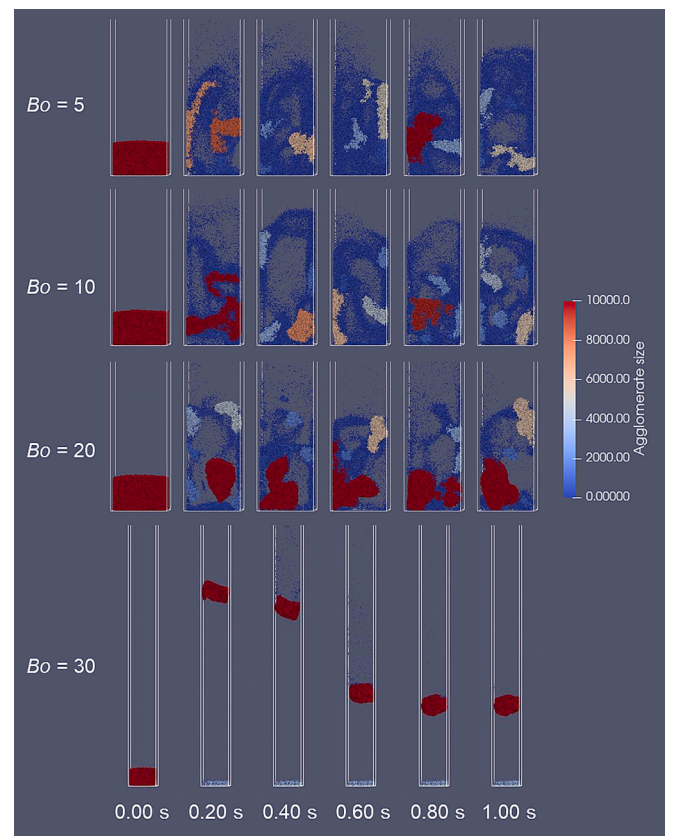 Bo = 5
Bo = 10
Bo = 20
Bo = 30
10000.0
8000.00
6000.00
4000.00
2000.00
0.00000
Agglomerate size
0.00 s 0.20 s 0.40 s 0.60 s 0.80 s 1.00 s